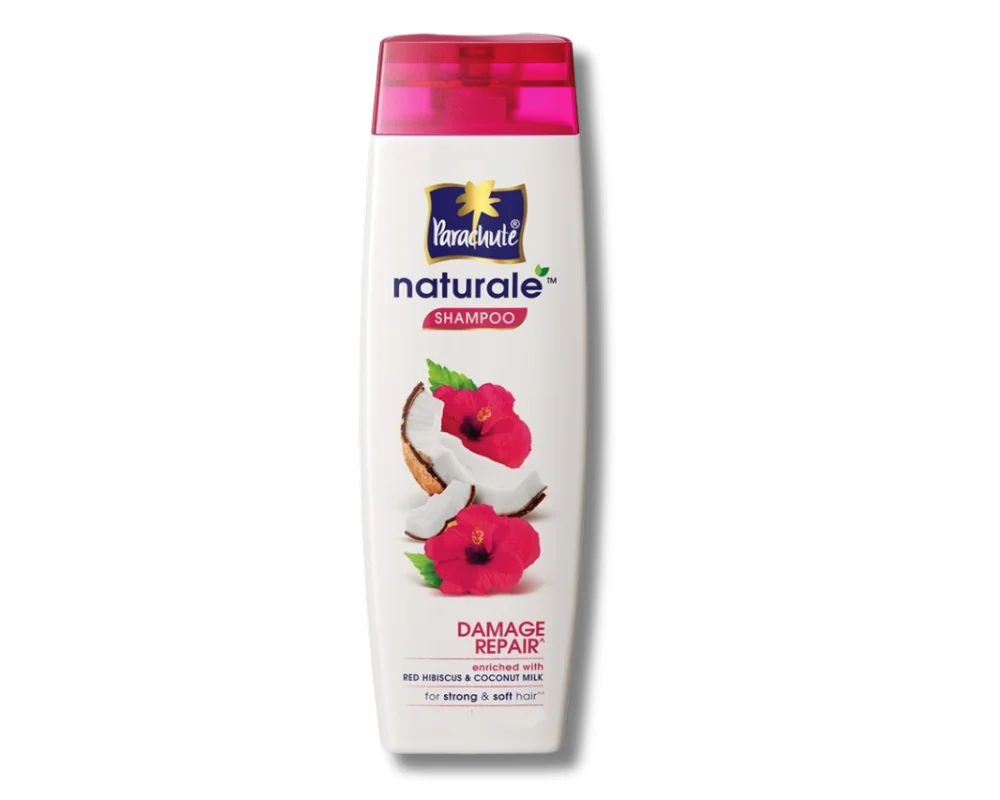 Parachute®
naturale™
SHAMPOO
DAMAGE
REPAIR^
enriched with
RED HIBISCUS & COCONUT MILK
for strong & soft hair^^